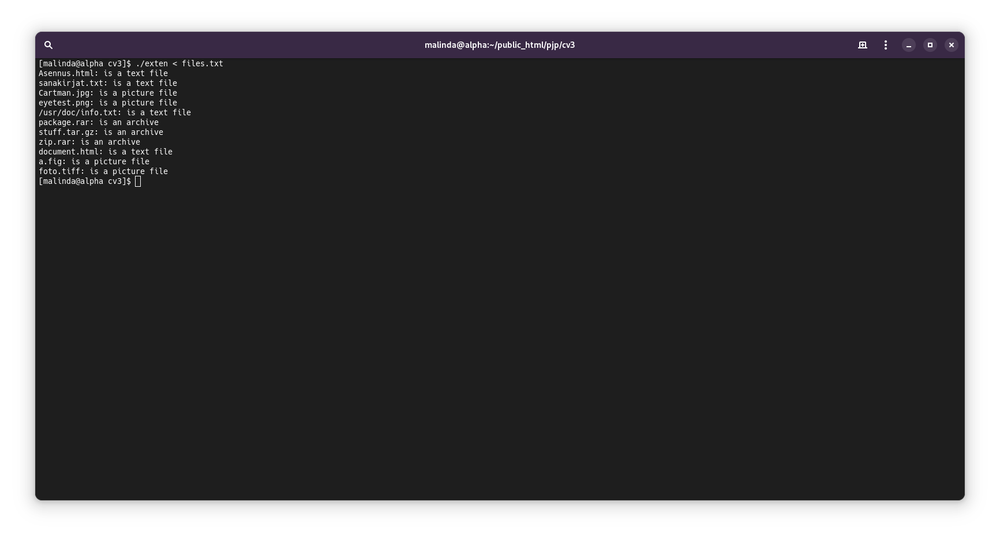 malinda@alpha:~/public_html/pjp/cv3
[malinda@alpha cv3]$ ./exten < files.txt
Asennus.html: is a text file
sanakirjat.txt: is a text file
Cartman.jpg: is a picture file
eyetest.png: is a picture file
/usr/doc/info.txt: is a text file
package.rar: is an archive
stuff.tar.gz: is an archive
zip.rar: is an archive
document.html: is a text file
a.fig: is a picture file
foto.tiff: is a picture file
[malinda@alpha cv3]$